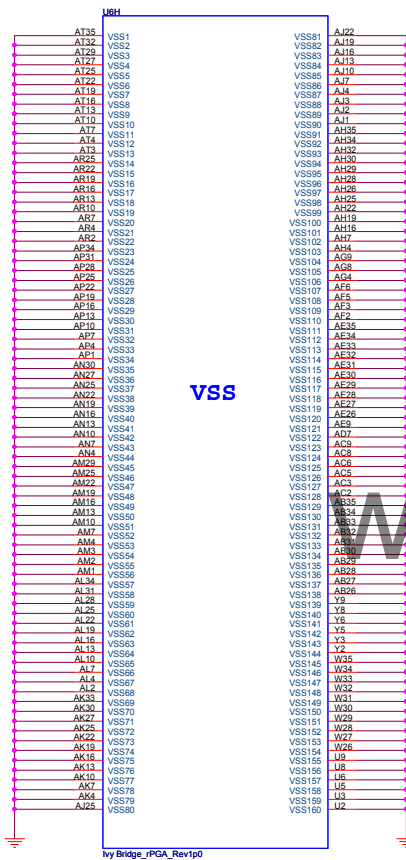 U6H
AT35 VSS1 VSS81 AJ22
AT32 VSS2 VSS82 AJ19
AT29 VSS3 VSS83 AJ16
AT27 VSS4 VSS84 AJ13
AT25 VSS5 VSS85 AJ10
AT22 VSS6 VSS86 AJ7
AT19 VSS7 VSS87 AJ4
AT16 VSS8 VSS88 AJ3
AT13 VSS9 VSS89 AJ2
AT10 VSS10 VSS90 AJ1
AT7 VSS11 VSS91 AH35
AT4 VSS12 VSS92 AH34
AT3 VSS13 VSS93 AH32
AR25 VSS14 VSS94 AH30
AR22 VSS15 VSS95 AH29
AR19 VSS16 VSS96 AH28
AR16 VSS17 VSS97 AH26
AR13 VSS18 VSS98 AH25
AR10 VSS19 VSS99 AH22
AR7 VSS20 VSS100 AH19
AR4 VSS21 VSS101 AH16
AR2 VSS22 VSS102 AH7
AP34 VSS23 VSS103 AH4
AP31 VSS24 VSS104 AG9
AP28 VSS25 VSS105 AG8
AP25 VSS26 VSS106 AG4
AP22 VSS27 VSS107 AF6
AP19 VSS28 VSS108 AF5
AP16 VSS29 VSS109 AF3
AP13 VSS30 VSS110 AF2
AP10 VSS31 VSS111 AE35
AP7 VSS32 VSS112 AE34
AP4 VSS33 VSS113 AE33
AP1 VSS34 VSS114 AE32
AN30 VSS35 VSS115 AE31
AN27 VSS36 VSS116 AE30
AN25 VSS37 VSS117 AE29
AN22 VSS38 VSS118 AE28
AN19 VSS39 VSS119 AE27
AN16 VSS40 VSS120 AE26
AN13 VSS41 VSS121 AE9
AN10 VSS42 VSS122 AD7
AN7 VSS43 VSS123 AC9
AN4 VSS44 VSS124 AC8
AM29 VSS45 VSS125 AC6
AM25 VSS46 VSS126 AC5
AM22 VSS47 VSS127 AC3
AM19 VSS48 VSS128 AC2
AM16 VSS49 VSS129 AB35
AM13 VSS50 VSS130 AB34
AM10 VSS51 VSS131 AB33
AM7 VSS52 VSS132 AB32
AM4 VSS53 VSS133 AB31
AM3 VSS54 VSS134 AB30
AM2 VSS55 VSS135 AB29
AM1 VSS56 VSS136 AB28
AL34 VSS57 VSS137 AB27
AL31 VSS58 VSS138 AB26
AL28 VSS59 VSS139 Y9
AL25 VSS60 VSS140 Y8
AL22 VSS61 VSS141 Y6
AL19 VSS62 VSS142 Y5
AL16 VSS63 VSS143 Y3
AL13 VSS64 VSS144 Y2
AL10 VSS65 VSS145 W35
AL7 VSS66 VSS146 W34
AL4 VSS67 VSS147 W33
AL2 VSS68 VSS148 W32
AK33 VSS69 VSS149 W31
AK30 VSS70 VSS150 W30
AK27 VSS71 VSS151 W29
AK25 VSS72 VSS152 W28
AK22 VSS73 VSS153 W27
AK19 VSS74 VSS154 W26
AK16 VSS75 VSS155 U9
AK13 VSS76 VSS156 U8
AK10 VSS77 VSS157 U6
AK7 VSS78 VSS158 U5
AK4 VSS79 VSS159 U3
AJ25 VSS80 VSS160 U2
VSS
W
Ivy Bridge_rPGA_Rev1p0